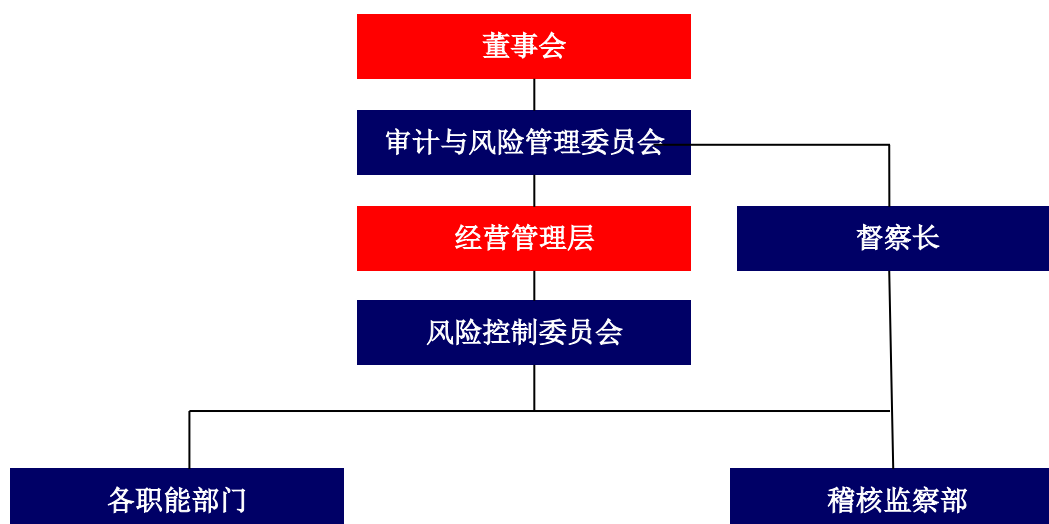 董事会
审计与风险管理委员会
经营管理层
督察长
风险控制委员会
各职能部门
稽核监察部